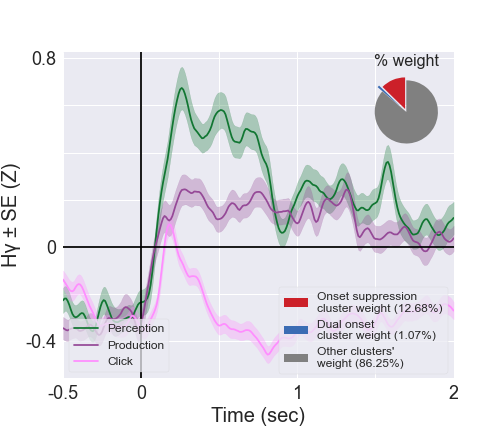 % weight
0.8
0
-0.4
Hγ ± SE (Z)
Perception
Production
Click
Onset suppression
cluster weight (12.68%)
Dual onset
cluster weight (1.07%)
Other clusters'
weight (86.25%)
-0.5
0
1
2
Time (sec)